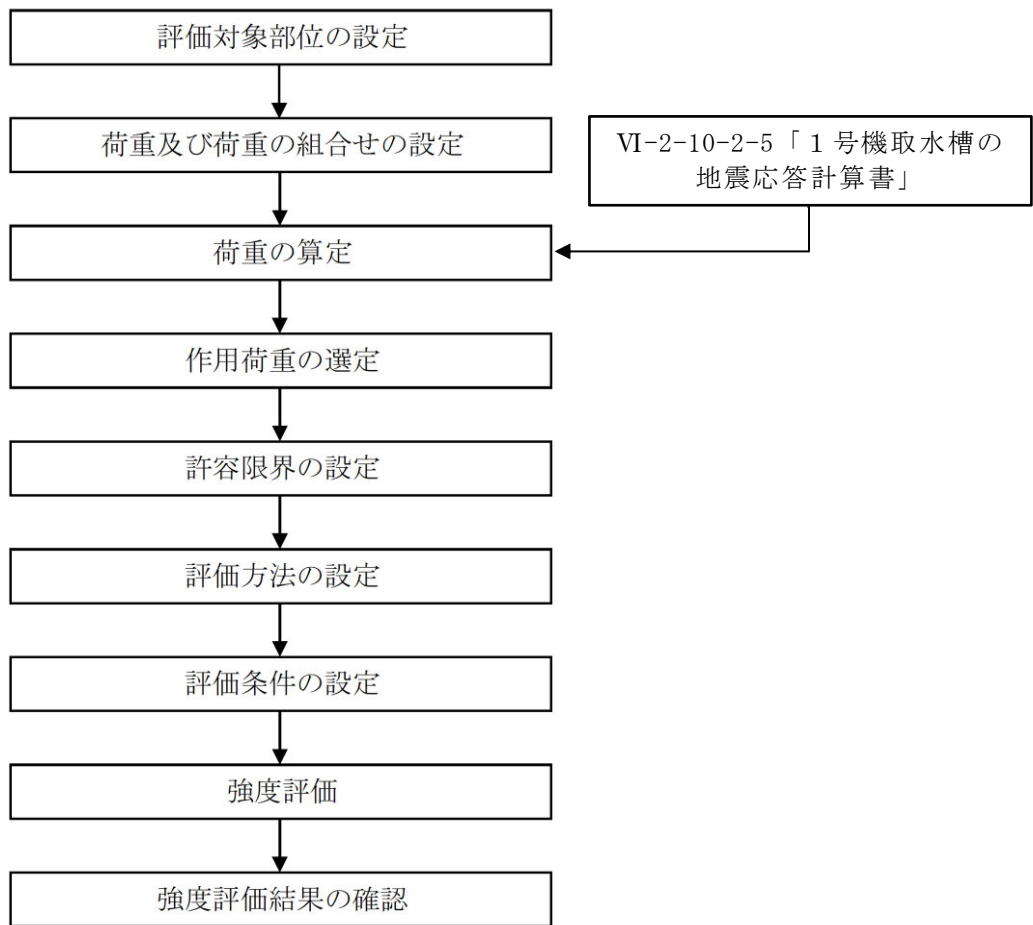 評価対象部位の設定
荷重及び荷重の組合せの設定
Ⅵ-2-10-2-5「１号機取水槽の
地震応答計算書」
荷重の算定
作用荷重の選定
許容限界の設定
評価方法の設定
評価条件の設定
強度評価
強度評価結果の確認